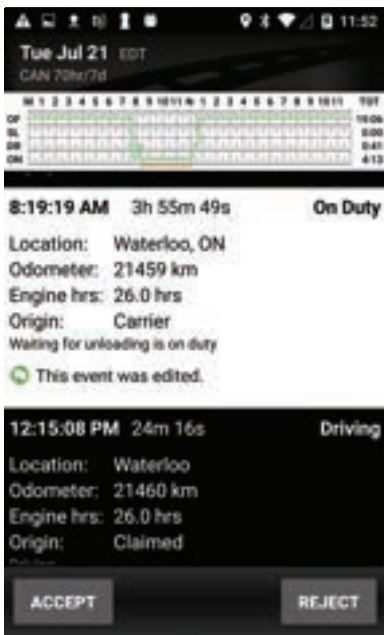 11:52
Tue Jul 21 EDT
CAN 70hr/7d
M 1 2 3 4 5 6 7 8 9 10 11 N 1 2 3 4 5 6 7 8 9 10 11 TOT
OF
SL 0:00
DR 0:41
ON 4:13
8:19:19 AM 3h 55m 49s On Duty
Location: Waterloo, ON
Odometer: 21459 km
Engine hrs: 26.0 hrs
Origin: Carrier
Waiting for unloading is on duty
This event was edited.
12:15:08 PM 24m 16s Driving
Location: Waterloo
Odometer: 21460 km
Engine hrs: 26.0 hrs
Origin: Claimed
ACCEPT REJECT